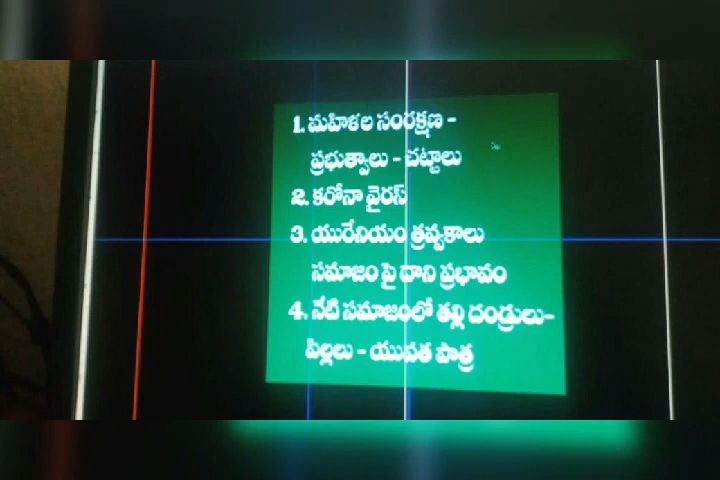 1. మహిళల సంరక్షణ -
ప్రభుత్వాలు - చట్టాలు
2. కరోనా వైరస్
3. యురేనియం త్రవ్వకాలు
సమాజం పై దాని ప్రభావం
4. నేటి సమాజంలో తల్లి దండ్రులు-
పిల్లలు - యువత పాత్ర